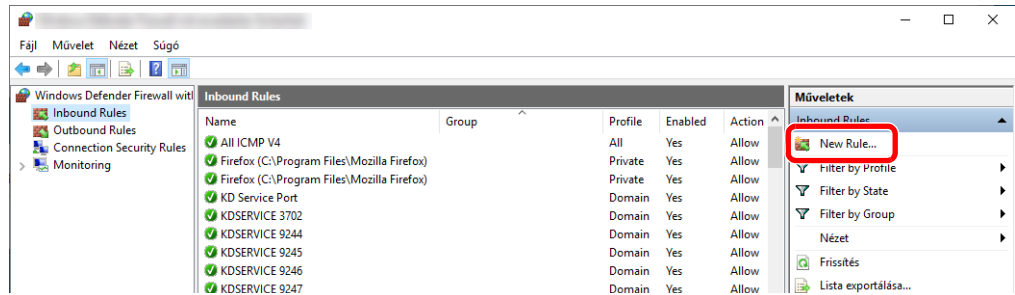 Fájl Művelet Nézet Súgó
Windows Defender Firewall witl
Inbound Rules
Outbound Rules
Connection Security Rules
Monitoring
Inbound Rules
Name Group Profile Enabled Action
All ICMP V4 All Yes Allow
Firefox (C:\Program Files\Mozilla Firefox) Private Yes Allow
Firefox (C:\Program Files\Mozilla Firefox) Private Yes Allow
KD Service Port Domain Yes Allow
KDSERVICE 3702 Domain Yes Allow
KDSERVICE 9244 Domain Yes Allow
KDSERVICE 9245 Domain Yes Allow
KDSERVICE 9246 Domain Yes Allow
KDSERVICE 9247 Domain Yes Allow
Műveletek
Inbound Rules
New Rule...
Filter by Profile
Filter by State
Filter by Group
Nézet
Frissítés
Lista exportálása...